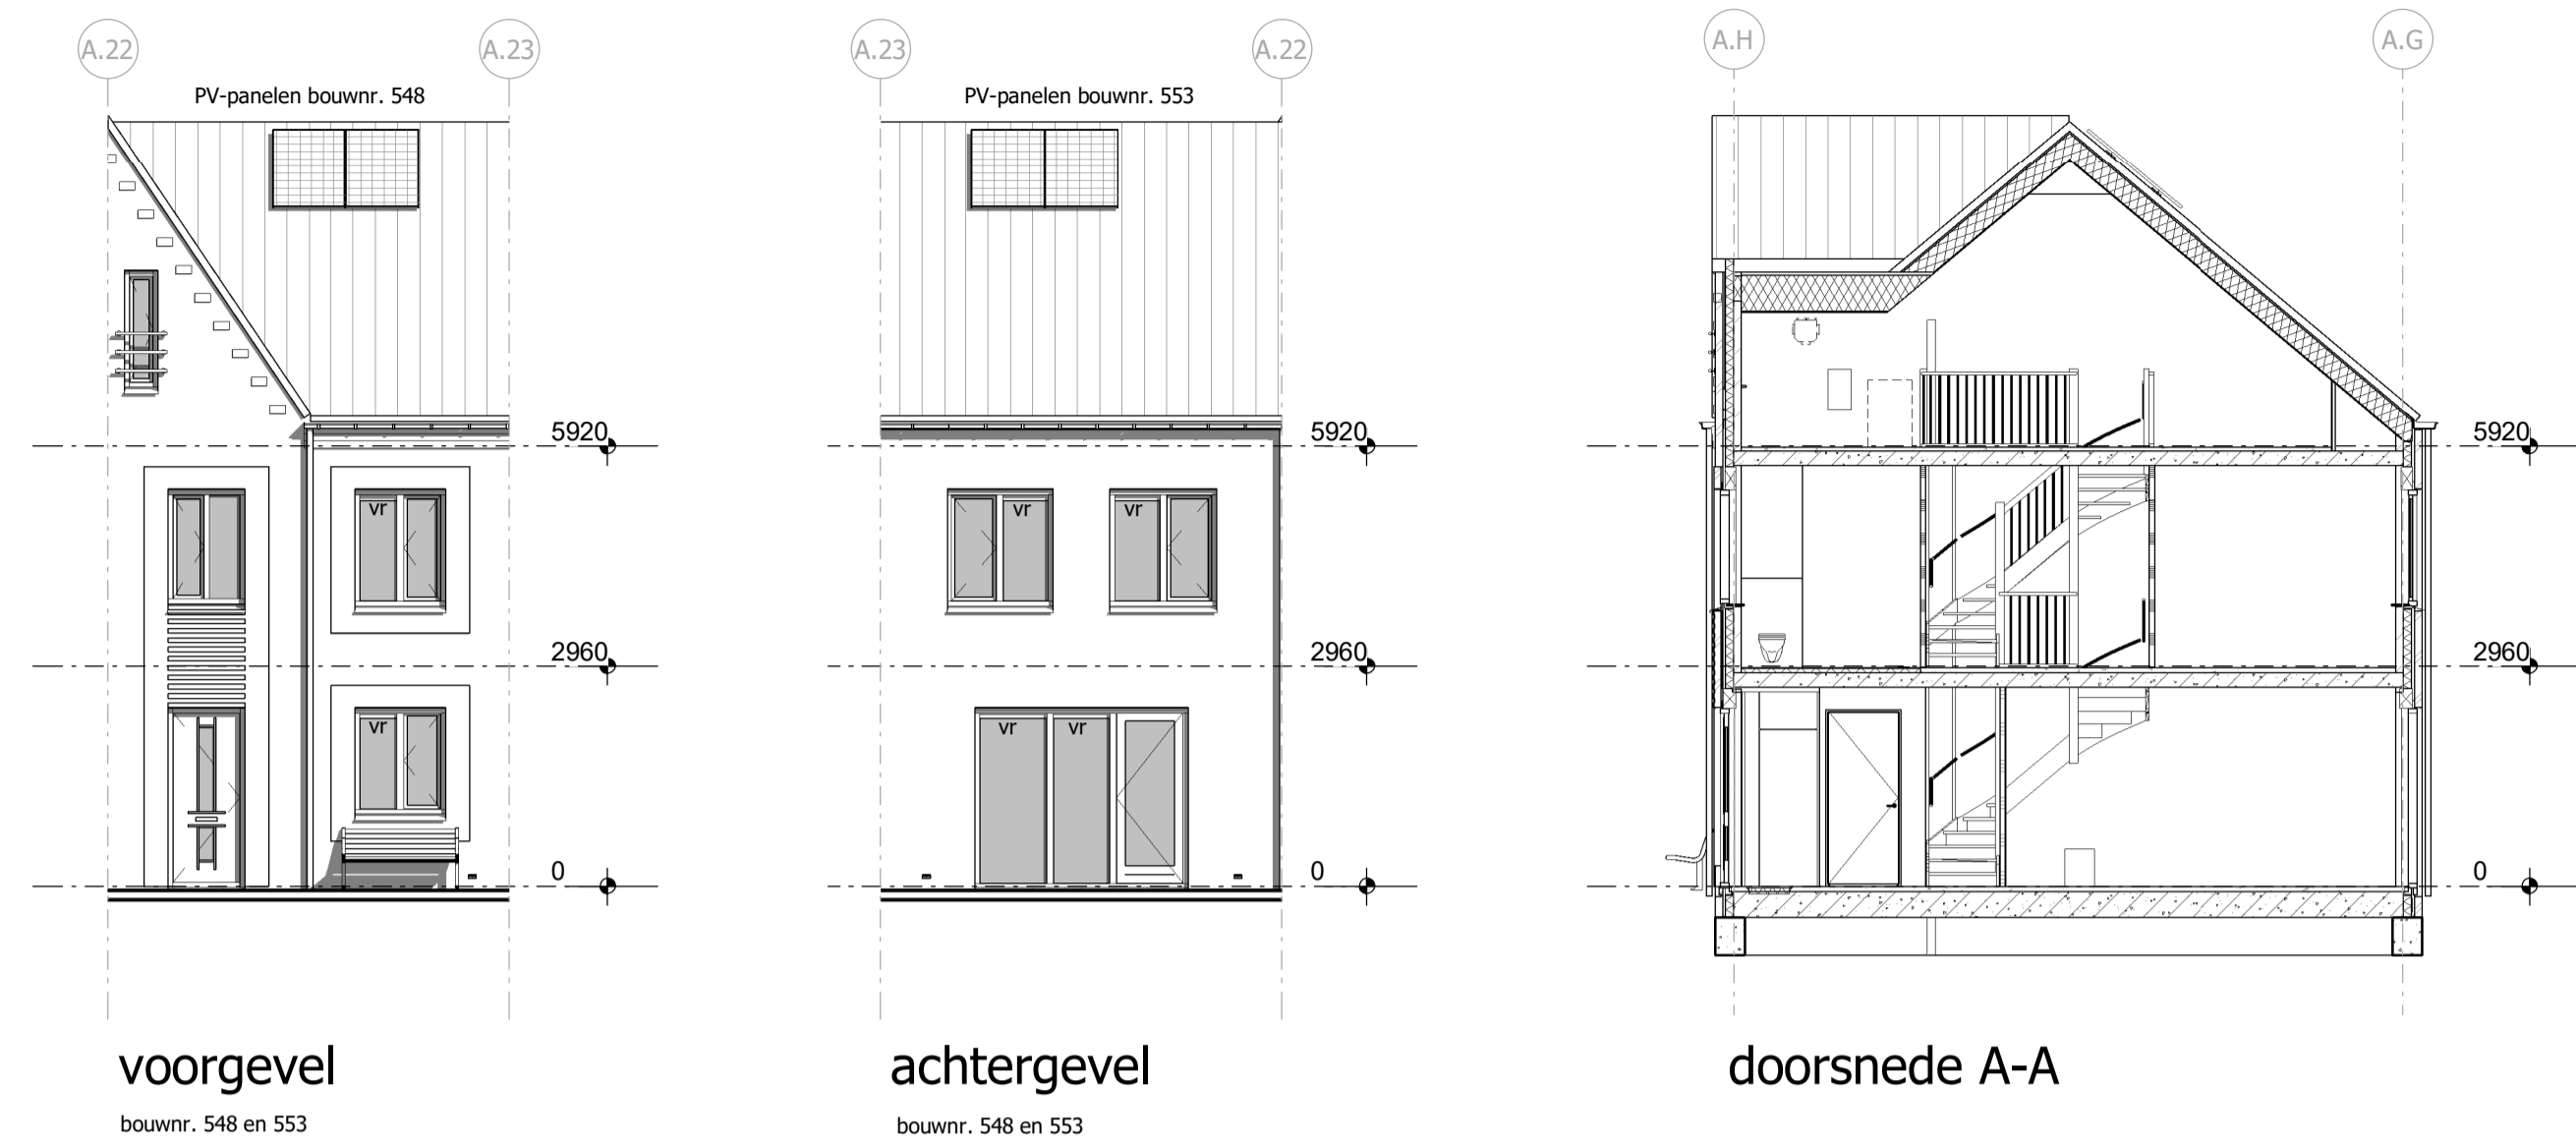 A.22
A.23
PV-panelen bouwnr. 548
5920
vr
2960
vr
0
voorgevel
bouwnr. 548 en 553
A.23
A.22
PV-panelen bouwnr. 553
5920
vr vr
2960
vr vr
0
achtergevel
bouwnr. 548 en 553
A.H
A.G
5920
2960
0
doorsnede A-A